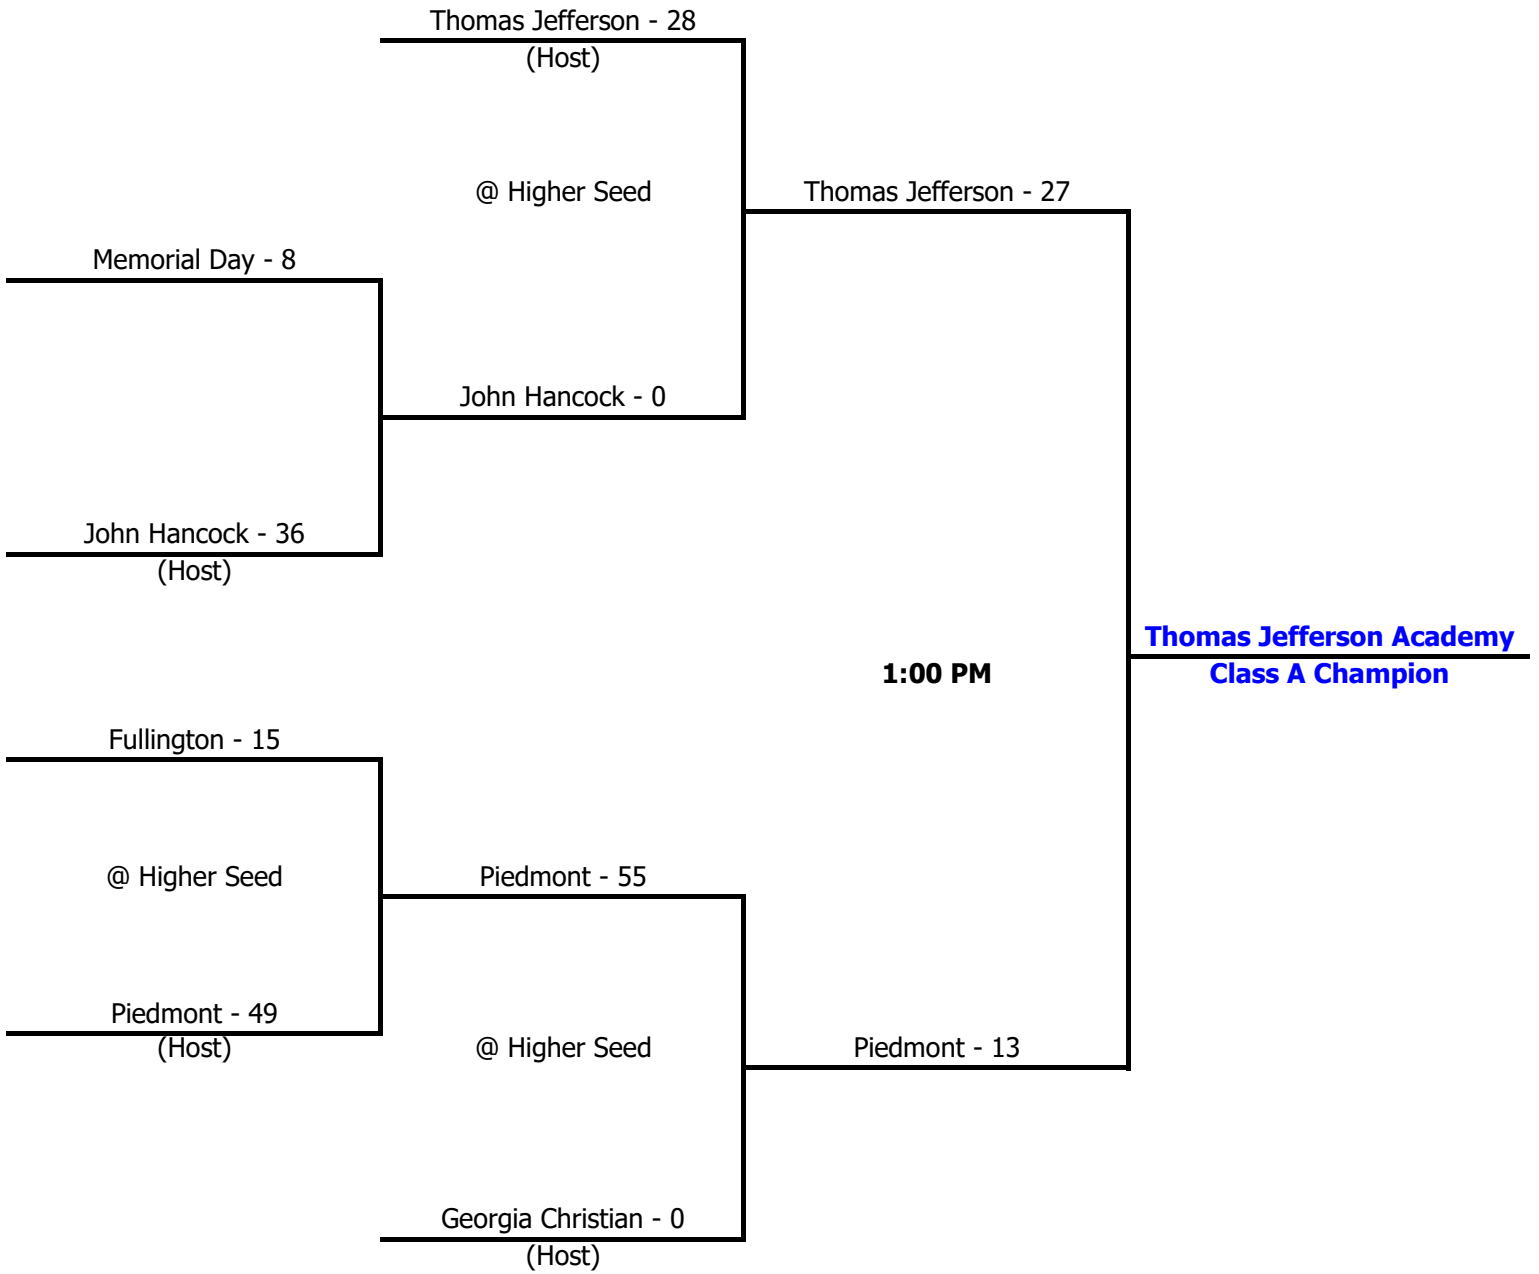 Thomas Jefferson - 28
(Host)
@ Higher Seed
Thomas Jefferson - 27
Memorial Day - 8
John Hancock - 0
John Hancock - 36
(Host)
Thomas Jefferson Academy
1:00 PM
Class A Champion
Fullington - 15
@ Higher Seed
Piedmont - 55
Piedmont - 49
(Host)
@ Higher Seed
Piedmont - 13
Georgia Christian - 0
(Host)